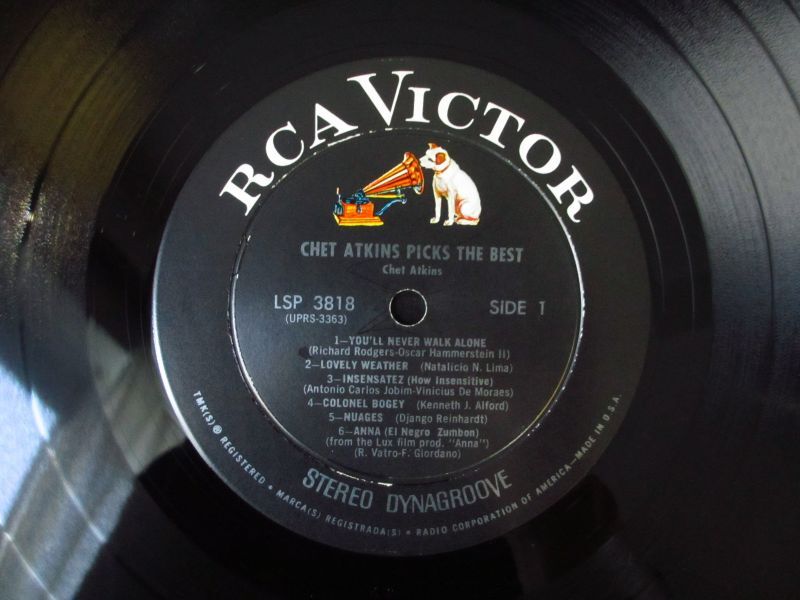 RCA VICTOR
CHET ATKINS PICKS THE BEST
Chet Atkins
LSP 3818
(UPRS-3363)
SIDE 1
1—YOU'LL NEVER WALK ALONE
(Richard Rodgers-Oscar Hammerstein II)
2—LOVELY WEATHER (Natalicio N. Lima)
3—INSENSATEZ (How Insensitive)
(Antonio Carlos Jobim-Vinicius De Moraes)
4—COLONEL BOGEY (Kenneth J. Alford)
5—NUAGES (Django Reinhardt)
6—ANNA (El Negro Zumbon)
(from the Lux film prod. "Anna")
(R. Vatro-F. Giordano)
STEREO DYNAGROOVE
TMK(S) ® REGISTERED • MARCA(S) REGISTRADA(S) • RADIO CORPORATION OF AMERICA—MADE IN U.S.A.